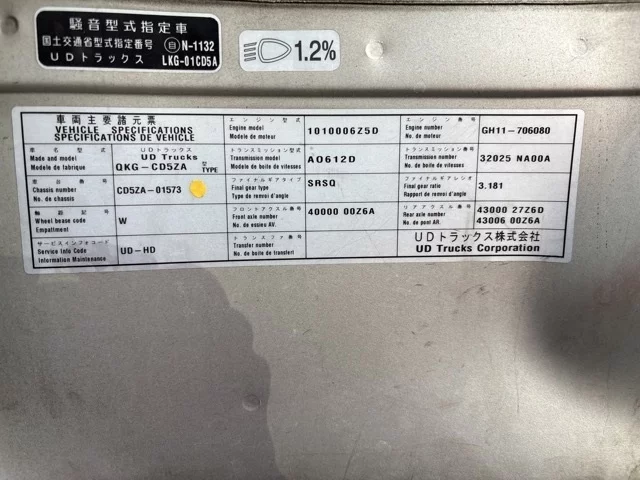 騒音型式指定車
国土交通省型式指定番号 自 N-1132
UDトラックス LKG-01CD5A
1.2%
車両主要諸元票
VEHICLE SPECIFICATIONS
SPECIFICATIONS DE VEHICLE
エンジン型式
Engine model
Modele de moteur
1010006Z5D
エンジン番号
Engine number
No. de moteur
GH11-706080
車名型式
Made and model
Modele de fabrique
UDトラックス
UD Trucks
QKG-CD5ZA 型 TYPE
トランスミッション型式
Transmission model
Modele de boite de vitesses
AO612D
トランスミッション番号
Transmission number
No. de boite de vitesses
32025 NA00A
車台番号
Chassis number
No. de chassis
CD5ZA-01573
ファイナルギアタイプ
Final gear type
Type de renvei d'angle
SRSQ
ファイナルギアレシオ
Final gear ratio
Rap. de renvei d'angle
3.181
軸距記号
Wheel base code
Empattement
W
フロントアクスル番号
Front axle number
No. de essieu AV.
40000 00Z6A
リアアクスル番号
Rear axle number
No. de pont AR.
43000 27Z6D
43006 00Z6A
サービスインフォコード
Service Info Code
Information Maintenance
UD-HD
トランスファ番号
Transfer number
No. de boite de transfert
UDトラックス株式会社
UD Trucks Corporation